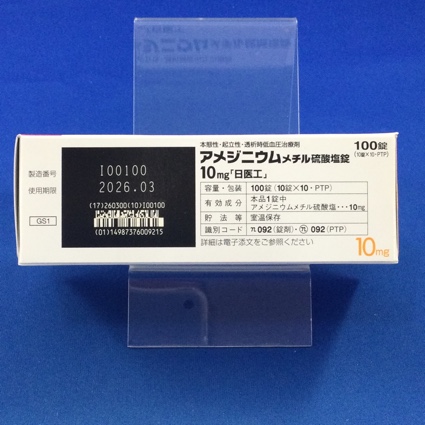 製造番号
使用期限
GS1
I00100
2026.03
(17)260300(10)I00100
(01)14987376009215
本態性・起立性・透析時低血圧治療剤
アメジニウムメチル硫酸塩錠
10mg「日医工」
100錠
(10錠×10・PTP)
容量・包装 100錠(10錠×10・PTP)
有効成分 本品1錠中
アメジニウムメチル硫酸塩・・・10mg
貯法等 室温保存
識別コード 092(錠剤)・ 092(PTP)
詳細は電子添文をご参照ください。
10mg